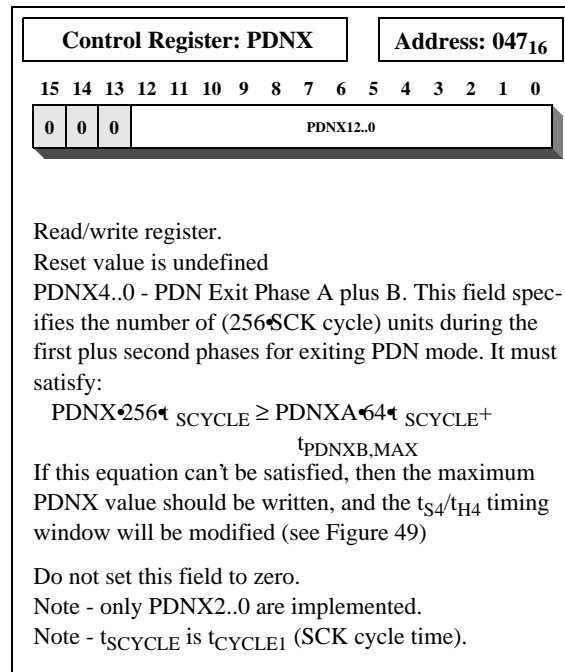 Control Register: PDNX Address: 047₁₆
15 14 13 12 11 10 9 8 7 6 5 4 3 2 1 0
0 0 0 PDNX12..0
Read/write register.
Reset value is undefined
PDNX4..0 - PDN Exit Phase A plus B. This field spec-
ifies the number of (256•SCK cycle) units during the
first plus second phases for exiting PDN mode. It must
satisfy:
PDNX•256•t SCYCLE ≥ PDNXA•64•t SCYCLE+
tPDNXB,MAX
If this equation can't be satisfied, then the maximum
PDNX value should be written, and the tS4/tH4 timing
window will be modified (see Figure 49)
Do not set this field to zero.
Note - only PDNX2..0 are implemented.
Note - tSCYCLE is tCYCLE1 (SCK cycle time).